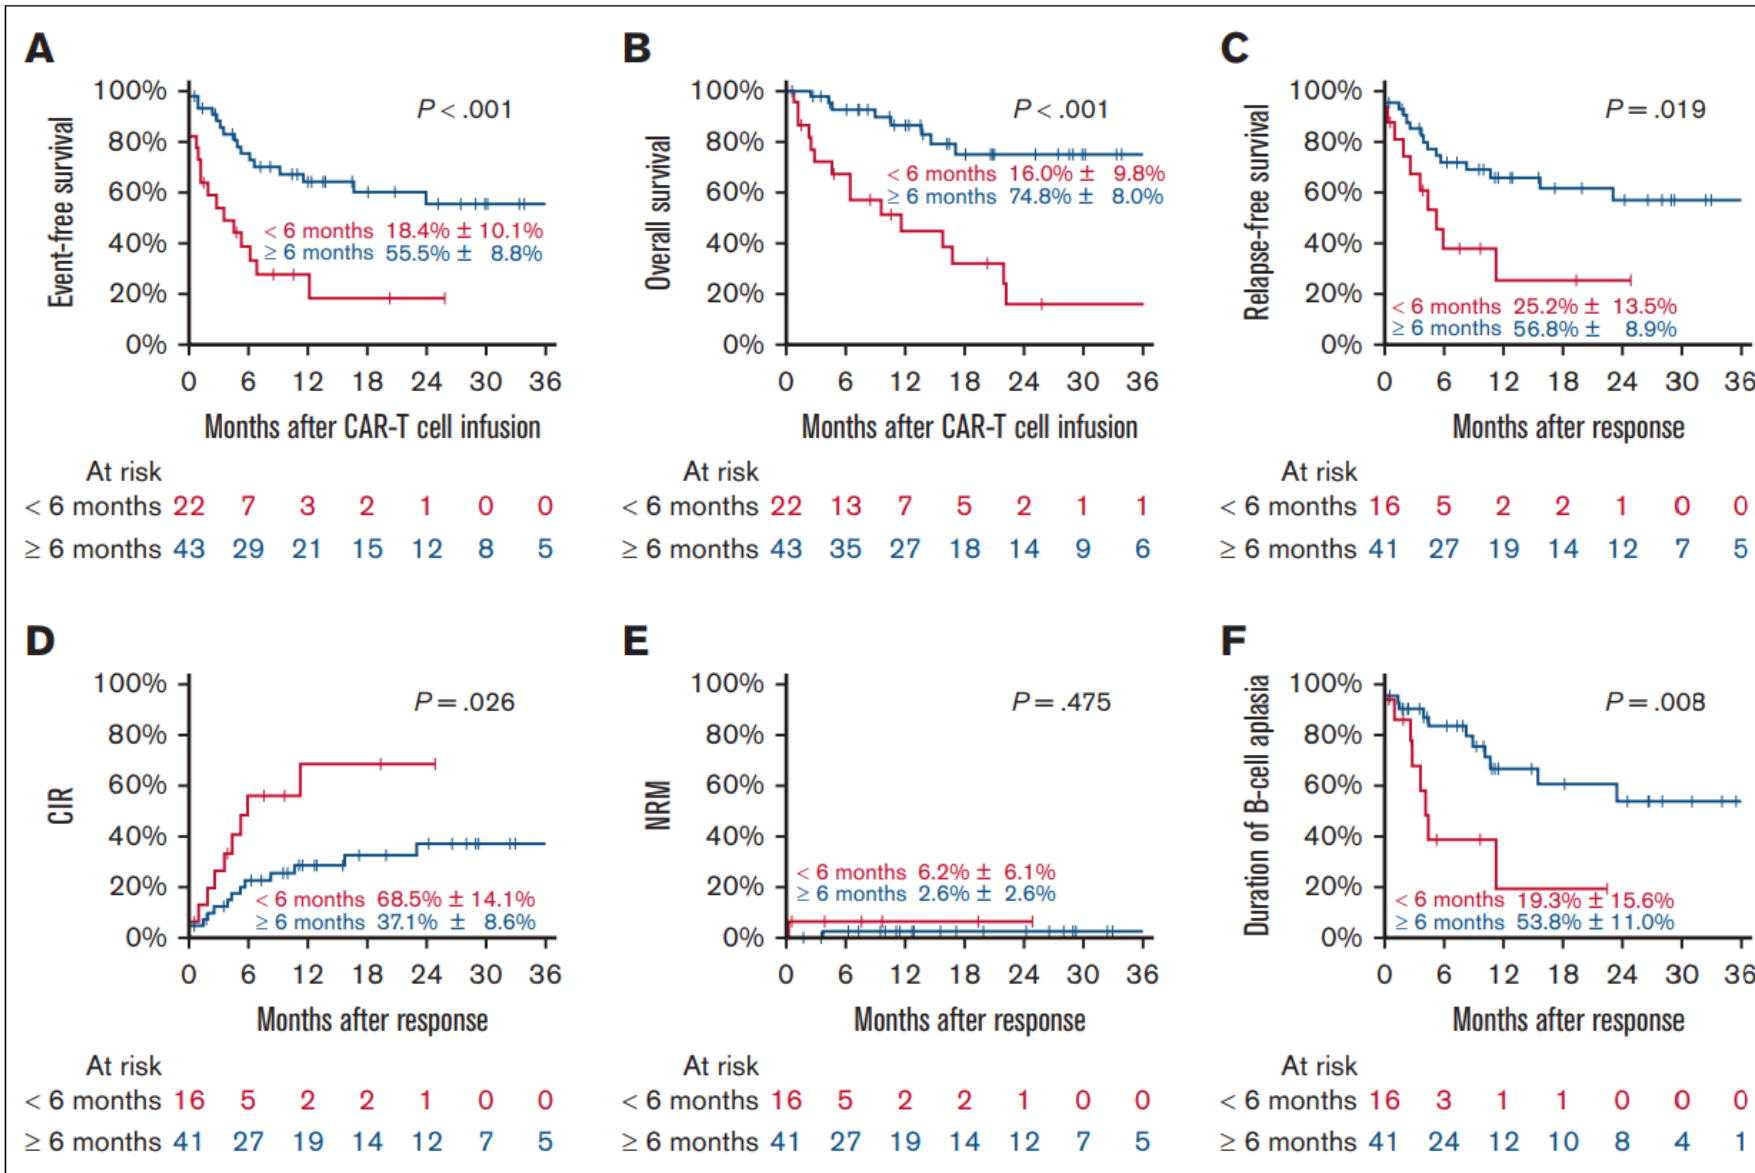 A
Event-free survival
100%
80%
60%
40%
20%
0%
P < .001
< 6 months 18.4% ± 10.1%
≥ 6 months 55.5% ± 8.8%
0 6 12 18 24 30 36
Months after CAR-T cell infusion
At risk
< 6 months 22 7 3 2 1 0 0
≥ 6 months 43 29 21 15 12 8 5
B
Overall survival
100%
80%
60%
40%
20%
0%
P < .001
< 6 months 16.0% ± 9.8%
≥ 6 months 74.8% ± 8.0%
0 6 12 18 24 30 36
Months after CAR-T cell infusion
At risk
< 6 months 22 13 7 5 2 1 1
≥ 6 months 43 35 27 18 14 9 6
C
Relapse-free survival
100%
80%
60%
40%
20%
0%
P = .019
< 6 months 25.2% ± 13.5%
≥ 6 months 56.8% ± 8.9%
0 6 12 18 24 30 36
Months after response
At risk
< 6 months 16 5 2 2 1 0 0
≥ 6 months 41 27 19 14 12 7 5
D
CIR
100%
80%
60%
40%
20%
0%
P = .026
< 6 months 68.5% ± 14.1%
≥ 6 months 37.1% ± 8.6%
0 6 12 18 24 30 36
Months after response
At risk
< 6 months 16 5 2 2 1 0 0
≥ 6 months 41 27 19 14 12 7 5
E
NRM
100%
80%
60%
40%
20%
0%
P = .475
< 6 months 6.2% ± 6.1%
≥ 6 months 2.6% ± 2.6%
0 6 12 18 24 30 36
Months after response
At risk
< 6 months 16 5 2 2 1 0 0
≥ 6 months 41 27 19 14 12 7 5
F
Duration of B-cell aplasia
100%
80%
60%
40%
20%
0%
P = .008
< 6 months 19.3% ± 15.6%
≥ 6 months 53.8% ± 11.0%
0 6 12 18 24 30 36
Months after response
At risk
< 6 months 16 3 1 1 0 0 0
≥ 6 months 41 24 12 10 8 4 1